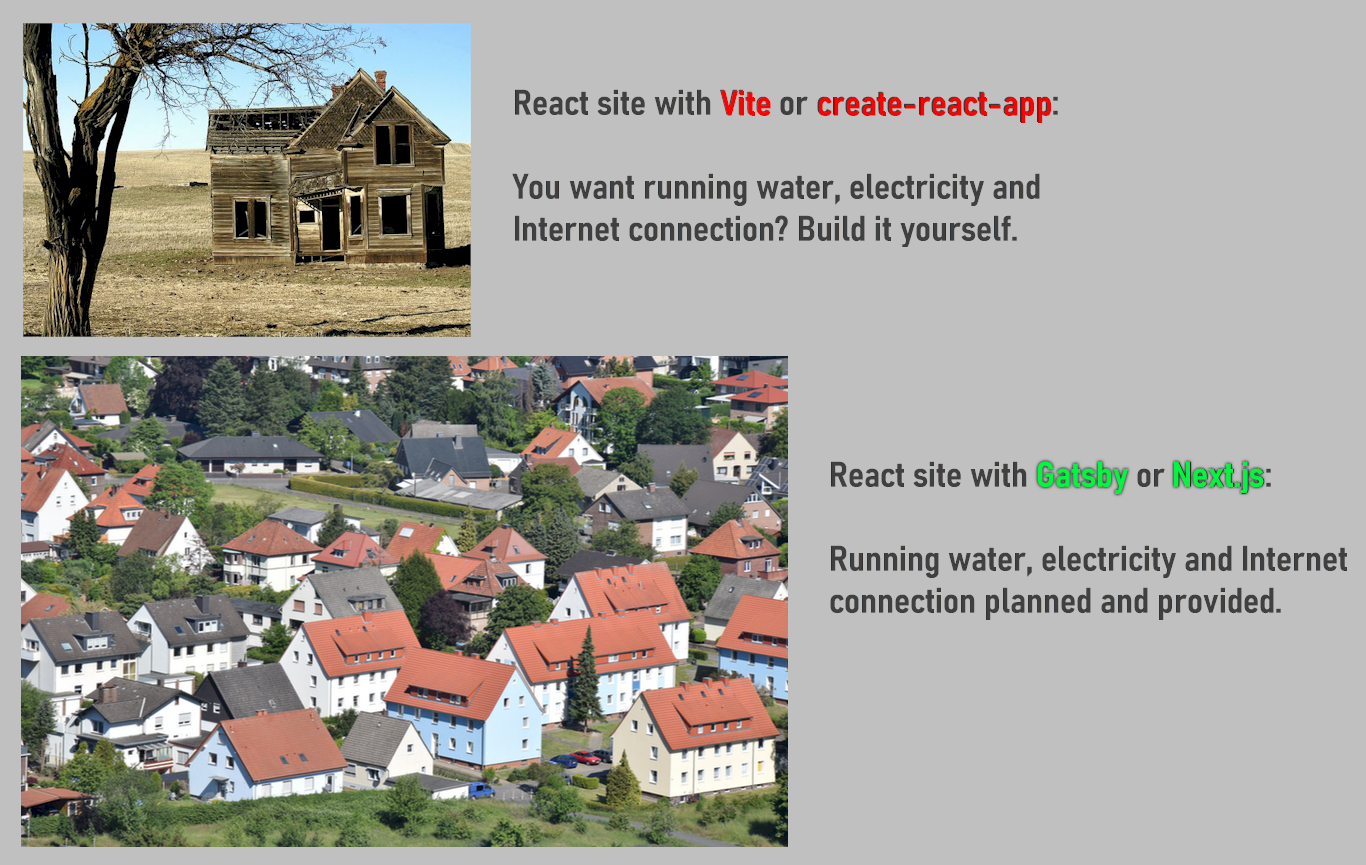 React site with Vite or create-react-app:
You want running water, electricity and
Internet connection? Build it yourself.
React site with Gatsby or Next.js:
Running water, electricity and Internet
connection planned and provided.